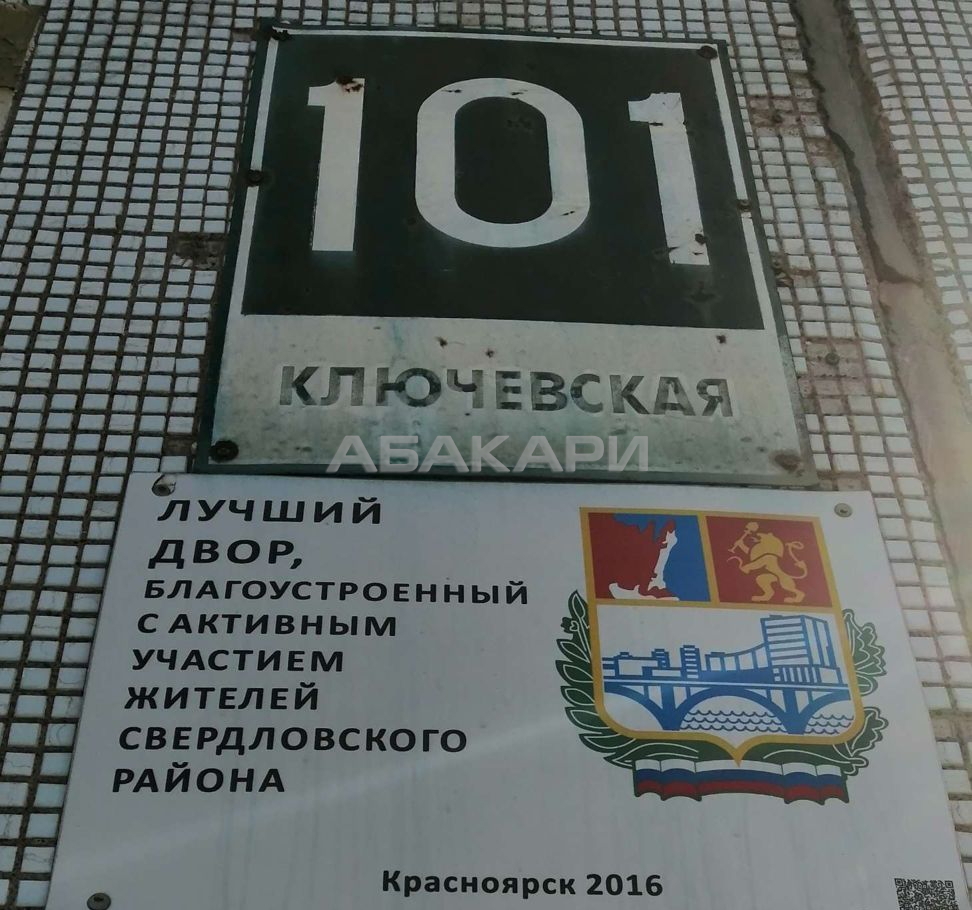 101
КЛЮЧЕВСКАЯ
АБАКАРИ
ЛУЧШИЙ
ДВОР,
БЛАГОУСТРОЕННЫЙ
С АКТИВНЫМ
УЧАСТИЕМ
ЖИТЕЛЕЙ
СВЕРДЛОВСКОГО
РАЙОНА
Красноярск 2016